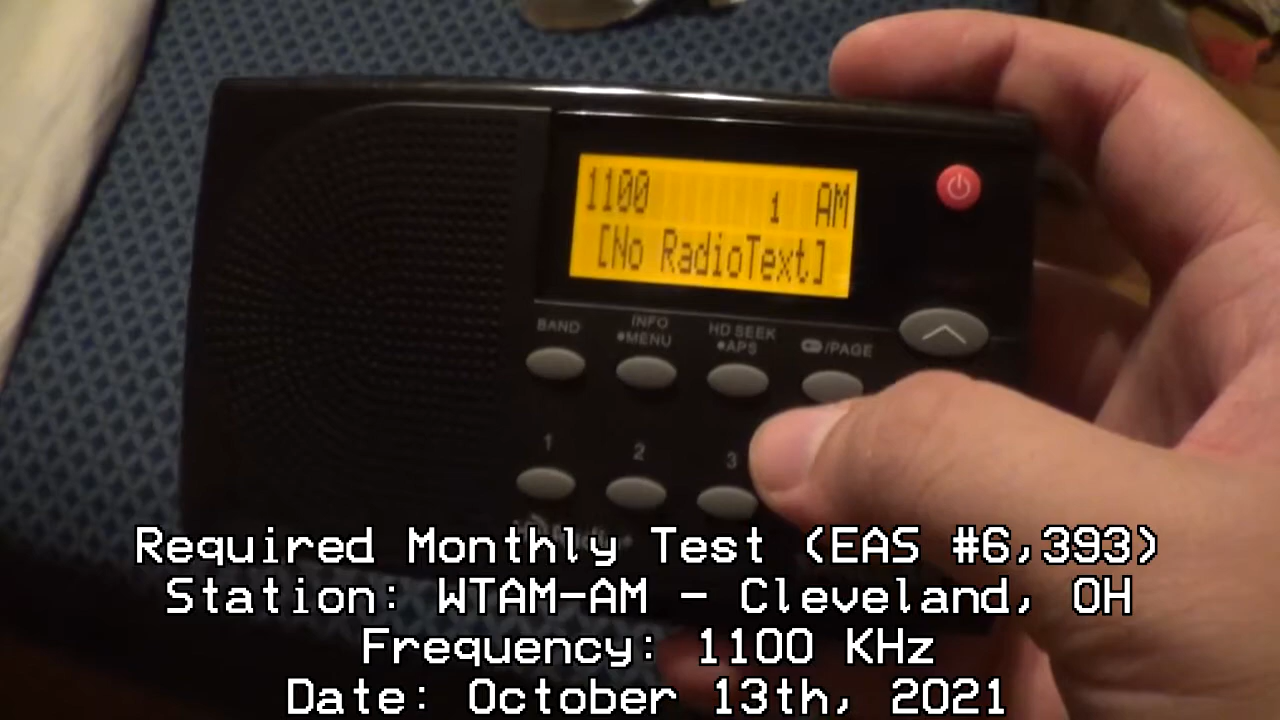 1100 1 AM
[No RadioText]
BAND INFO HD SEEK
•MENU •APS /PAGE
1 2 3
Required Monthly Test (EAS #6,393)
Station: WTAM-AM - Cleveland, OH
Frequency: 1100 KHz
Date: October 13th, 2021